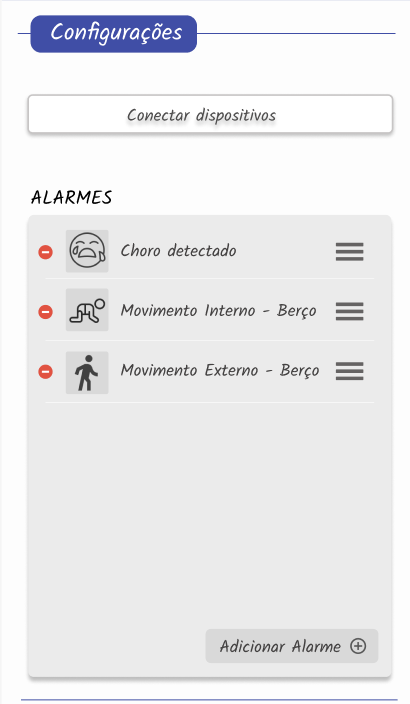 Configurações
Conectar dispositivos
ALARMES
Choro detectado
Movimento Interno - Berço
Movimento Externo - Berço
Adicionar Alarme